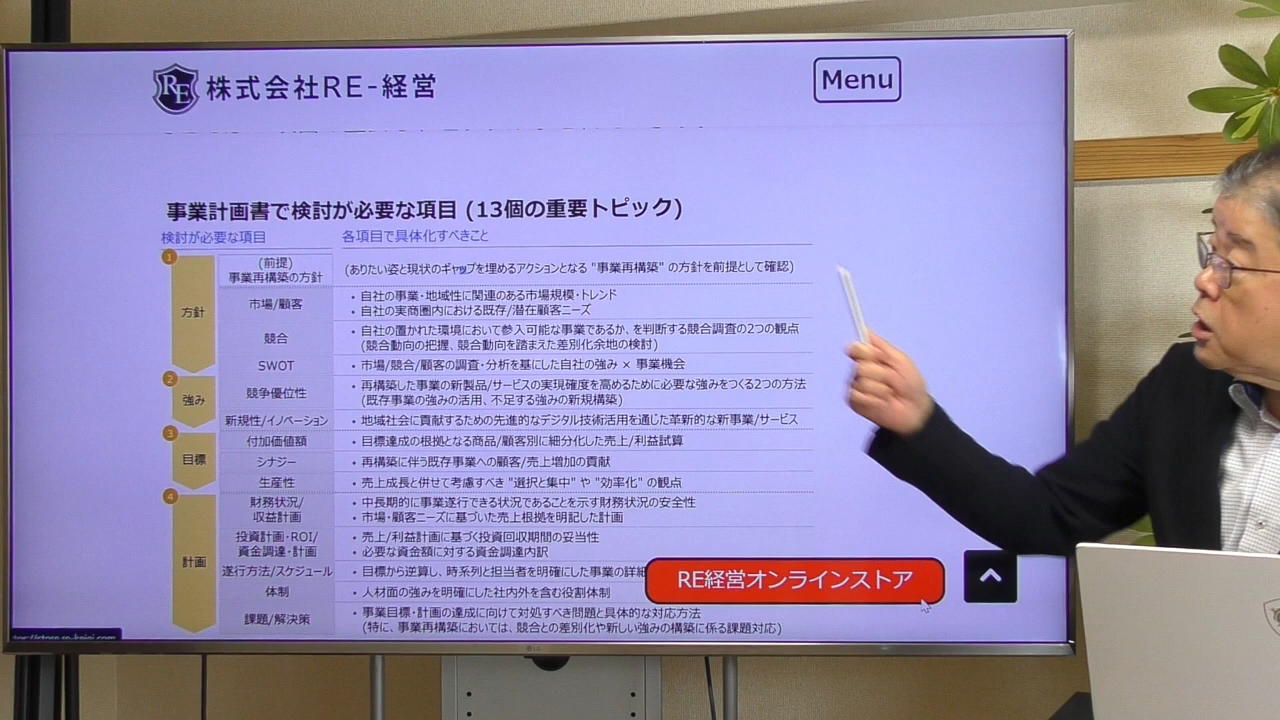 RE 株式会社RE-経営
Menu
事業計画書で検討が必要な項目 (13個の重要トピック)
検討が必要な項目
各項目で具体化すべきこと
1
方針
(前提)
事業再構築の方針
(ありたい姿と現状のギャップを埋めるアクションとなる "事業再構築" の方針を前提として確認)
市場/顧客
・自社の事業・地域性に関連のある市場規模・トレンド
・自社の実商圏内における既存/潜在顧客ニーズ
競合
・自社の置かれた環境において参入可能な事業であるか、を判断する競合調査の2つの観点
(競合動向の把握、競合動向を踏まえた差別化余地の検討)
SWOT
・市場/競合/顧客の調査・分析を基にした自社の強み × 事業機会
2
強み
競争優位性
・再構築した事業の新製品/サービスの実現確度を高めるために必要な強みをつくる2つの方法
(既存事業の強みの活用、不足する強みの新規構築)
新規性/イノベーション
・地域社会に貢献するための先進的なデジタル技術活用を通じた革新的な新事業/サービス
3
目標
付加価値額
・目標達成の根拠となる商品/顧客別に細分化した売上/利益試算
シナジー
・再構築に伴う既存事業への顧客/売上増加の貢献
生産性
・売上成長と併せて考慮すべき "選択と集中" や "効率化" の観点
4
計画
財務状況/
収益計画
・中長期的に事業遂行できる状況であることを示す財務状況の安全性
・市場・顧客ニーズに基づいた売上根拠を明記した計画
投資計画・ROI/
資金調達・計画
・売上/利益計画に基づく投資回収期間の妥当性
・必要な資金額に対する資金調達内訳
遂行方法/スケジュール
・目標から逆算し、時系列と担当者を明確にした事業の詳細
体制
・人材面の強みを明確にした社内外を含む役割体制
課題/解決策
・事業目標・計画の達成に向けて対処すべき問題と具体的な対応方法
(特に、事業再構築においては、競合との差別化や新しい強みの構築に係る課題対応)
RE経営オンラインストア
LG